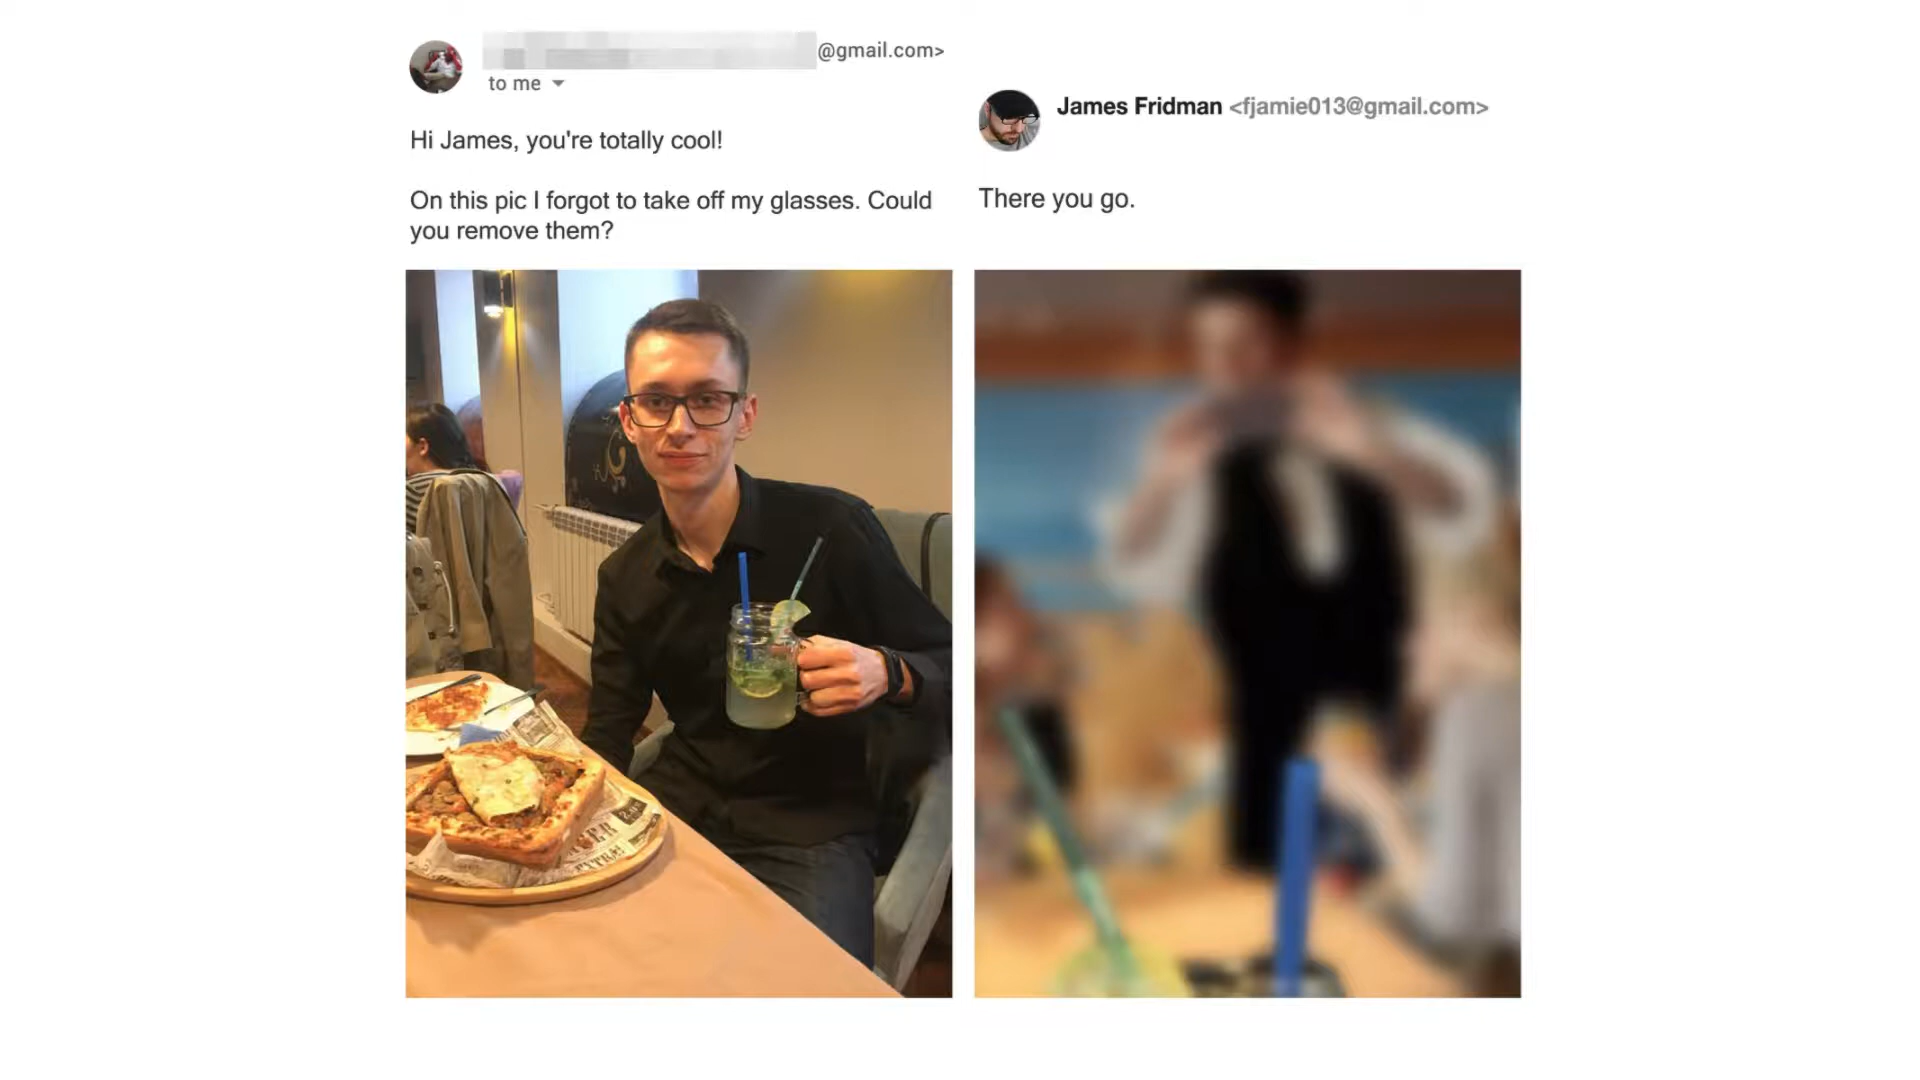 @gmail.com>
to me
Hi James, you're totally cool!
On this pic I forgot to take off my glasses. Could
you remove them?
James Fridman <fjamie013@gmail.com>
There you go.